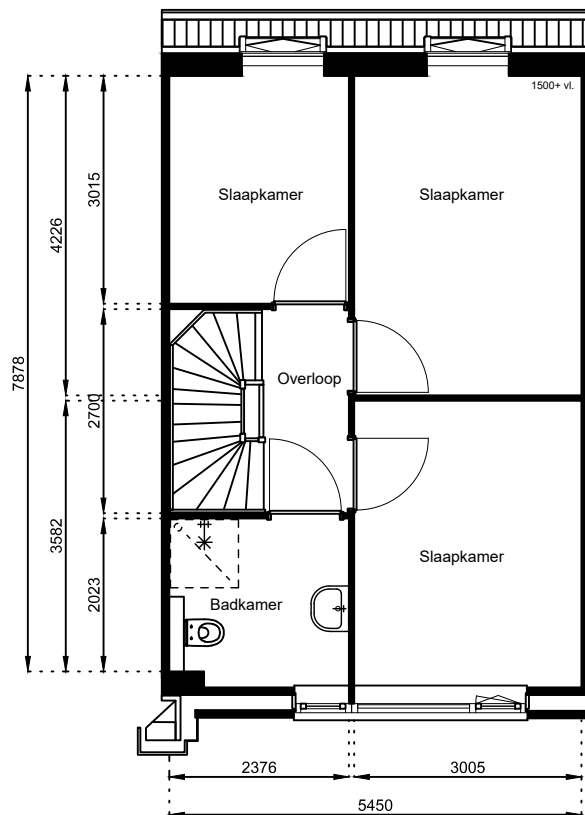 1500+ vl.
Slaapkamer
Slaapkamer
3015
4226
7878
Overloop
2700
3582
Slaapkamer
2023
Badkamer
2376
3005
5450